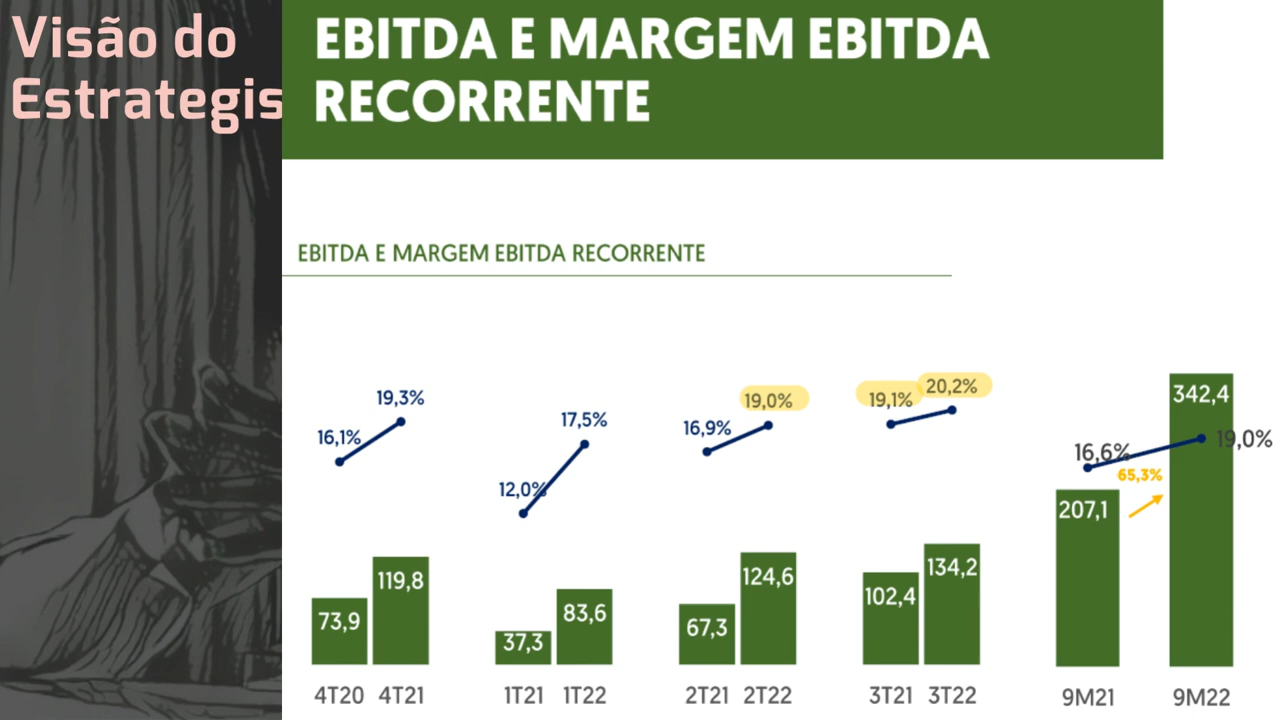 Visão do
Estrategis
EBITDA E MARGEM EBITDA
RECORRENTE
EBITDA E MARGEM EBITDA RECORRENTE
16,1% 19,3%
12,0% 17,5%
16,9% 19,0%
19,1% 20,2%
16,6% 19,0%
65,3%
73,9 119,8
37,3 83,6
67,3 124,6
102,4 134,2
207,1 342,4
4T20 4T21 1T21 1T22 2T21 2T22 3T21 3T22 9M21 9M22